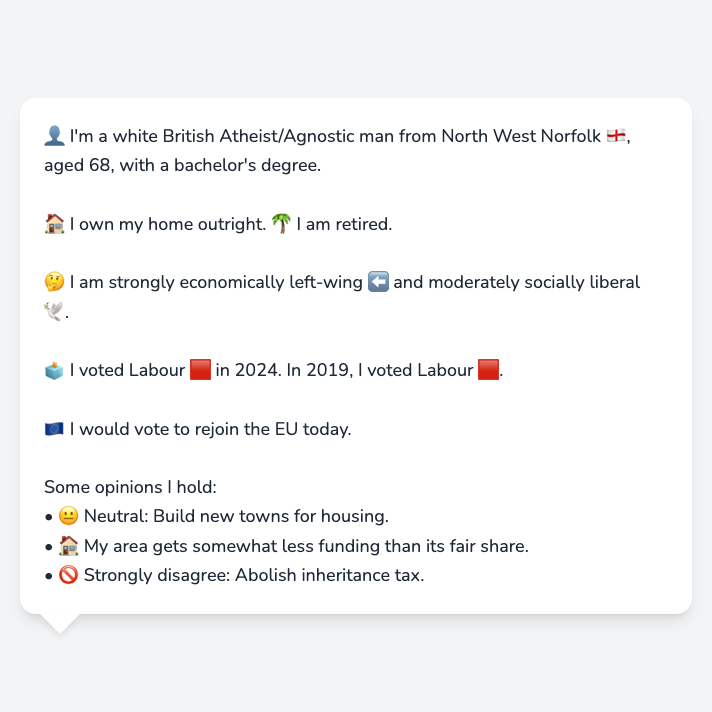 👤 I'm a white British Atheist/Agnostic man from North West Norfolk 🏴󠁧󠁢󠁥󠁮󠁧󠁿,
aged 68, with a bachelor's degree.
🏠 I own my home outright. 🌴 I am retired.
🤔 I am strongly economically left-wing ⬅️ and moderately socially liberal
🕊️.
🗳️ I voted Labour 🟥 in 2024. In 2019, I voted Labour 🟥.
🇪🇺 I would vote to rejoin the EU today.
Some opinions I hold:
• 😐 Neutral: Build new towns for housing.
• 🏠 My area gets somewhat less funding than its fair share.
• 🚫 Strongly disagree: Abolish inheritance tax.